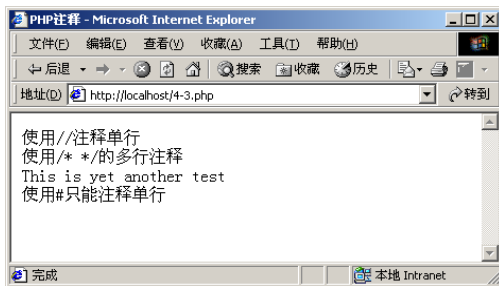 PHP注释 - Microsoft Internet Explorer
文件(F) 编辑(E) 查看(V) 收藏(A) 工具(T) 帮助(H)
后退 搜索 收藏 历史
地址(D) http://localhost/4-3.php 转到
使用//注释单行
使用/* */的多行注释
This is yet another test
使用#只能注释单行
完成 本地 Intranet